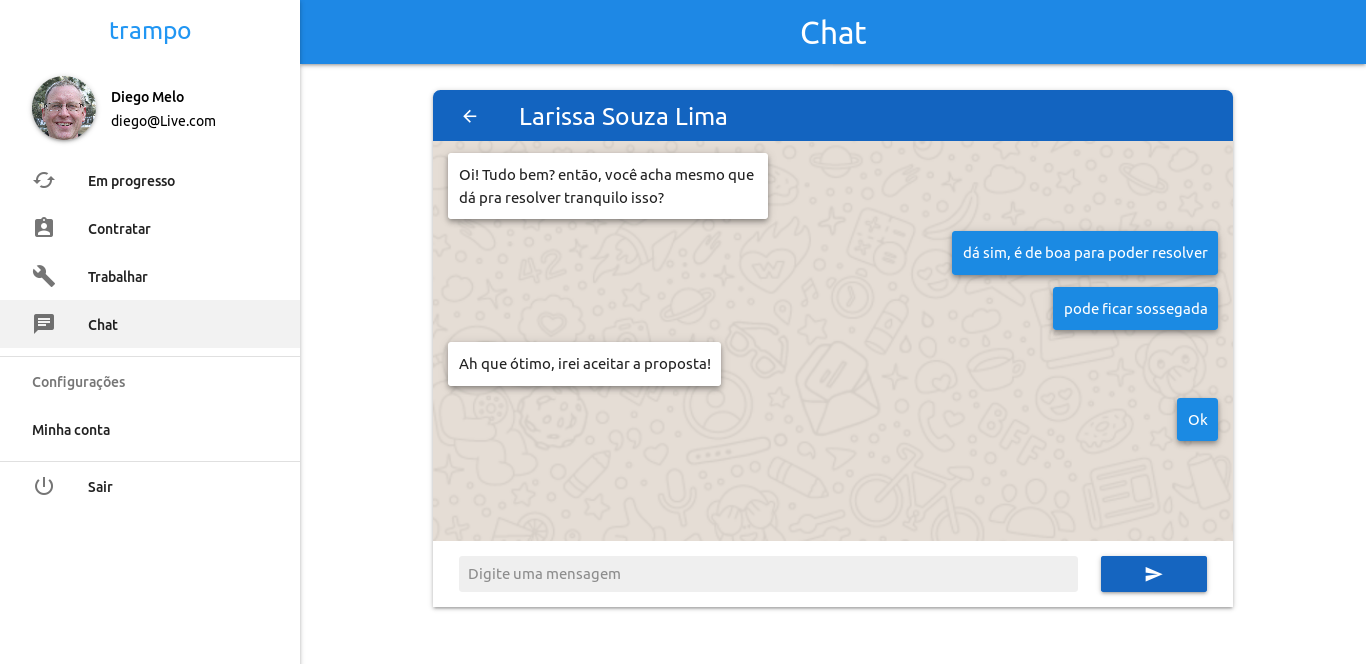 trampo
Diego Melo
diego@Live.com
Em progresso
Contratar
Trabalhar
Chat
Configurações
Minha conta
Sair
Chat
Larissa Souza Lima
Oi! Tudo bem? então, você acha mesmo que
dá pra resolver tranquilo isso?
dá sim, é de boa para poder resolver
pode ficar sossegada
Ah que ótimo, irei aceitar a proposta!
Ok
Digite uma mensagem